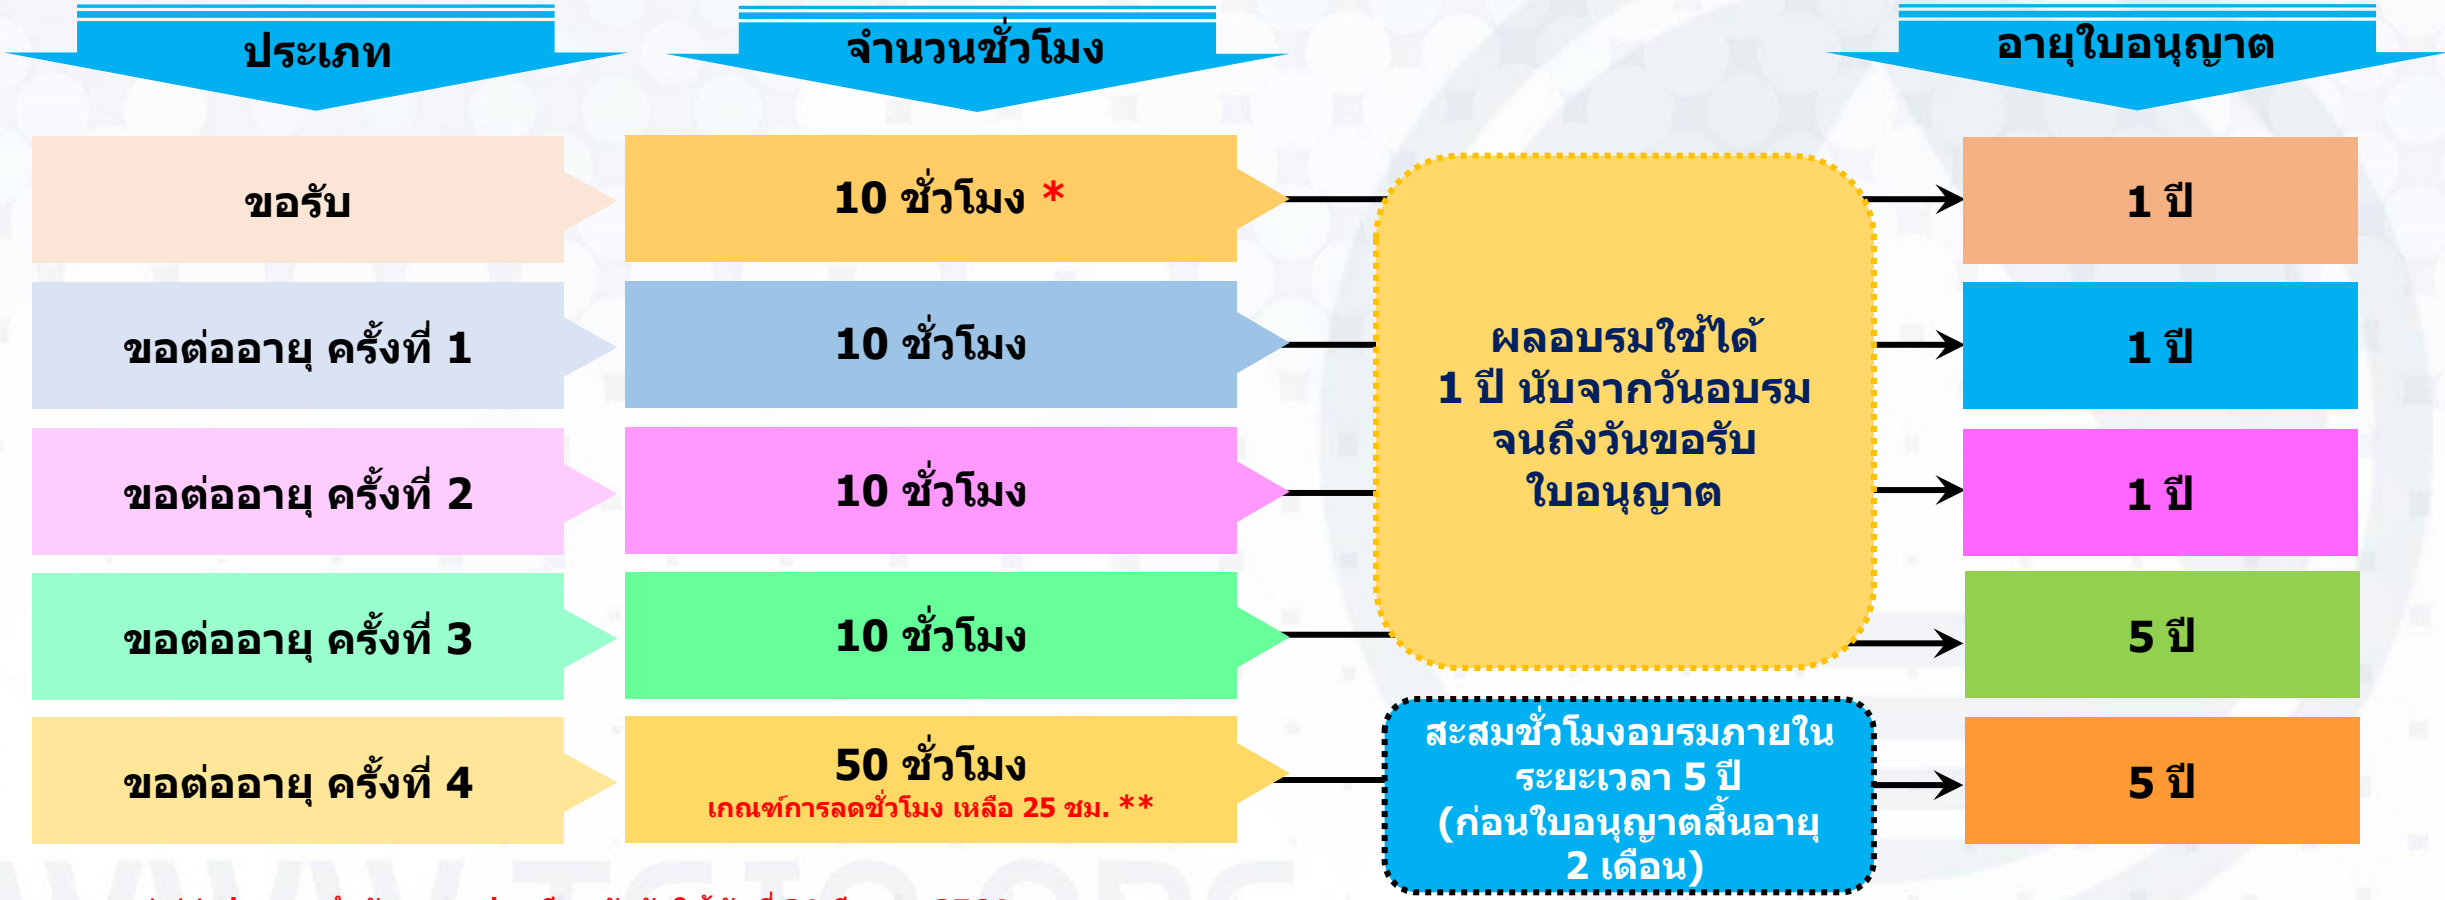 ประเภท
จำนวนชั่วโมง
อายุใบอนุญาต
ขอรับ
10 ชั่วโมง *
1 ปี
ขอต่ออายุ ครั้งที่ 1
10 ชั่วโมง
1 ปี
ขอต่ออายุ ครั้งที่ 2
10 ชั่วโมง
1 ปี
ขอต่ออายุ ครั้งที่ 3
10 ชั่วโมง
5 ปี
ขอต่ออายุ ครั้งที่ 4
50 ชั่วโมง
เกณฑ์การลดชั่วโมง เหลือ 25 ชม. **
5 ปี
ผลอบรมใช้ได้
1 ปี นับจากวันอบรม
จนถึงวันขอรับ
ใบอนุญาต
สะสมชั่วโมงอบรมภายใน
ระยะเวลา 5 ปี
(ก่อนใบอนุญาตสิ้นอายุ
2 เดือน)